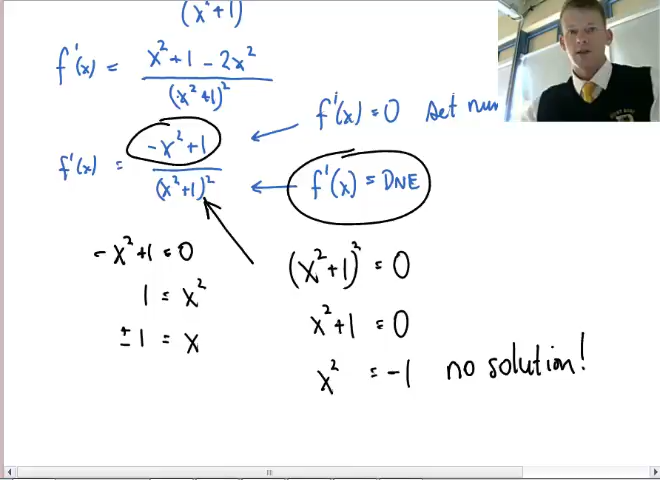 (x²+1)
f'(x) = x²+1-2x² / (x²+1)²
f'(x)=0 set
f'(x) = -x²+1 / (x²+1)²
f'(x) = DNE
-x²+1=0
1 = x²
±1 = x
(x²+1)² = 0
x²+1 = 0
x² = -1 no solution!